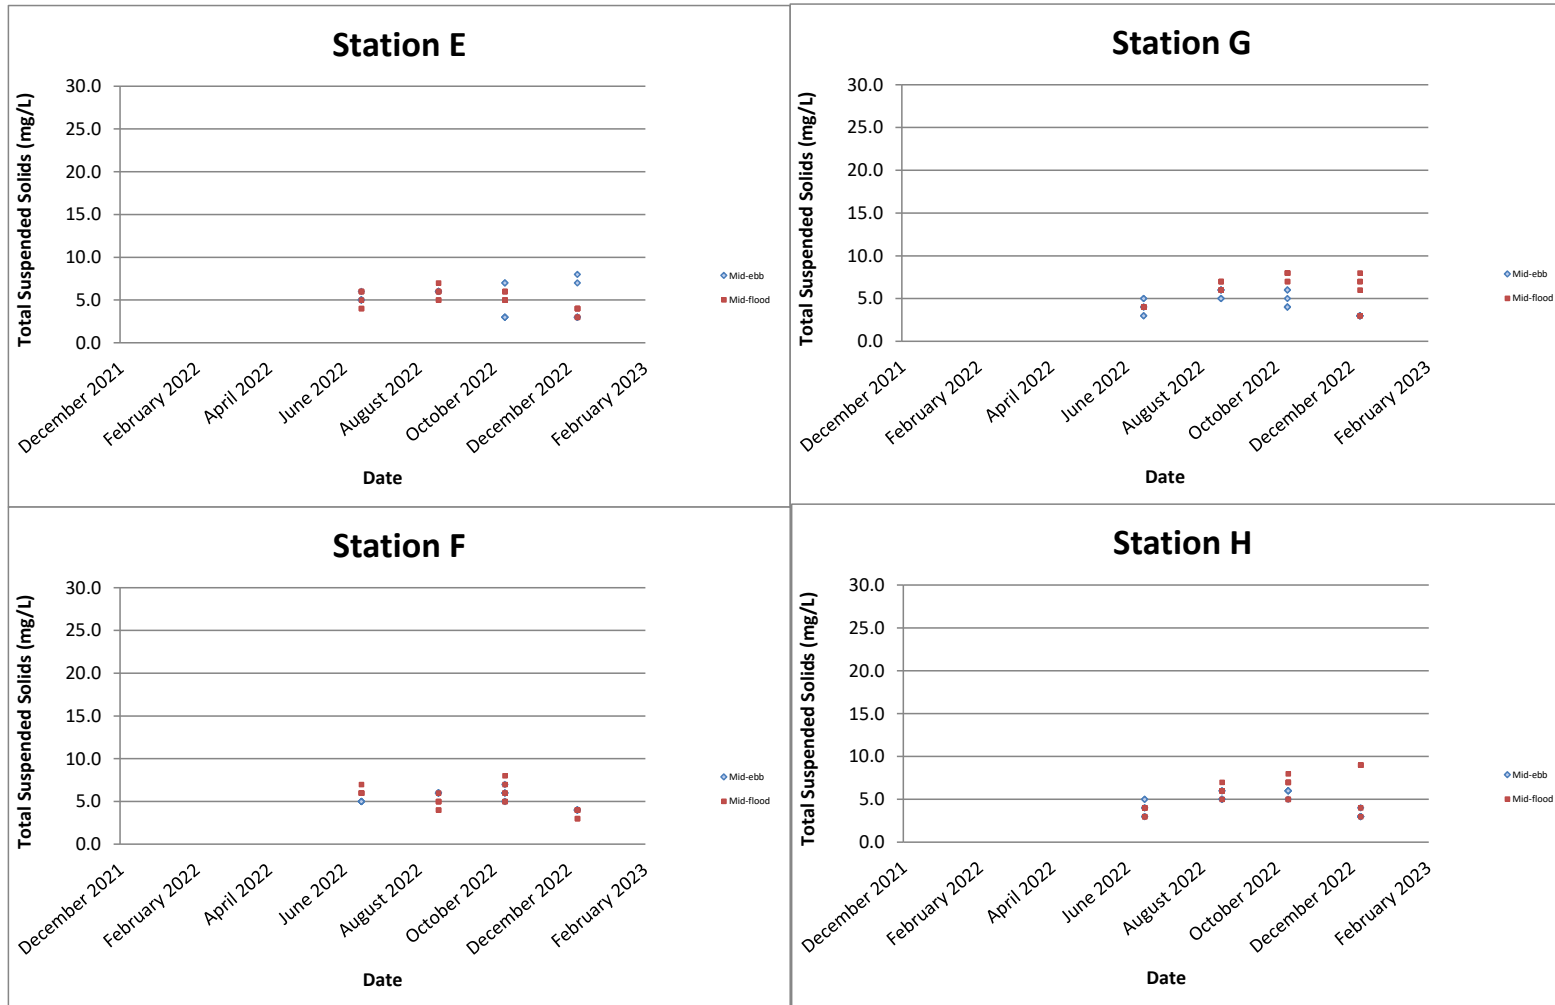 Station E
Total Suspended Solids (mg/L)
30.0
25.0
20.0
15.0
10.0
5.0
0.0
December 2021
February 2022
April 2022
June 2022
August 2022
October 2022
December 2022
February 2023
Date
Mid-ebb
Mid-flood
Station G
Total Suspended Solids (mg/L)
30.0
25.0
20.0
15.0
10.0
5.0
0.0
December 2021
February 2022
April 2022
June 2022
August 2022
October 2022
December 2022
February 2023
Date
Mid-ebb
Mid-flood
Station F
Total Suspended Solids (mg/L)
30.0
25.0
20.0
15.0
10.0
5.0
0.0
December 2021
February 2022
April 2022
June 2022
August 2022
October 2022
December 2022
February 2023
Date
Mid-ebb
Mid-flood
Station H
Total Suspended Solids (mg/L)
30.0
25.0
20.0
15.0
10.0
5.0
0.0
December 2021
February 2022
April 2022
June 2022
August 2022
October 2022
December 2022
February 2023
Date
Mid-ebb
Mid-flood